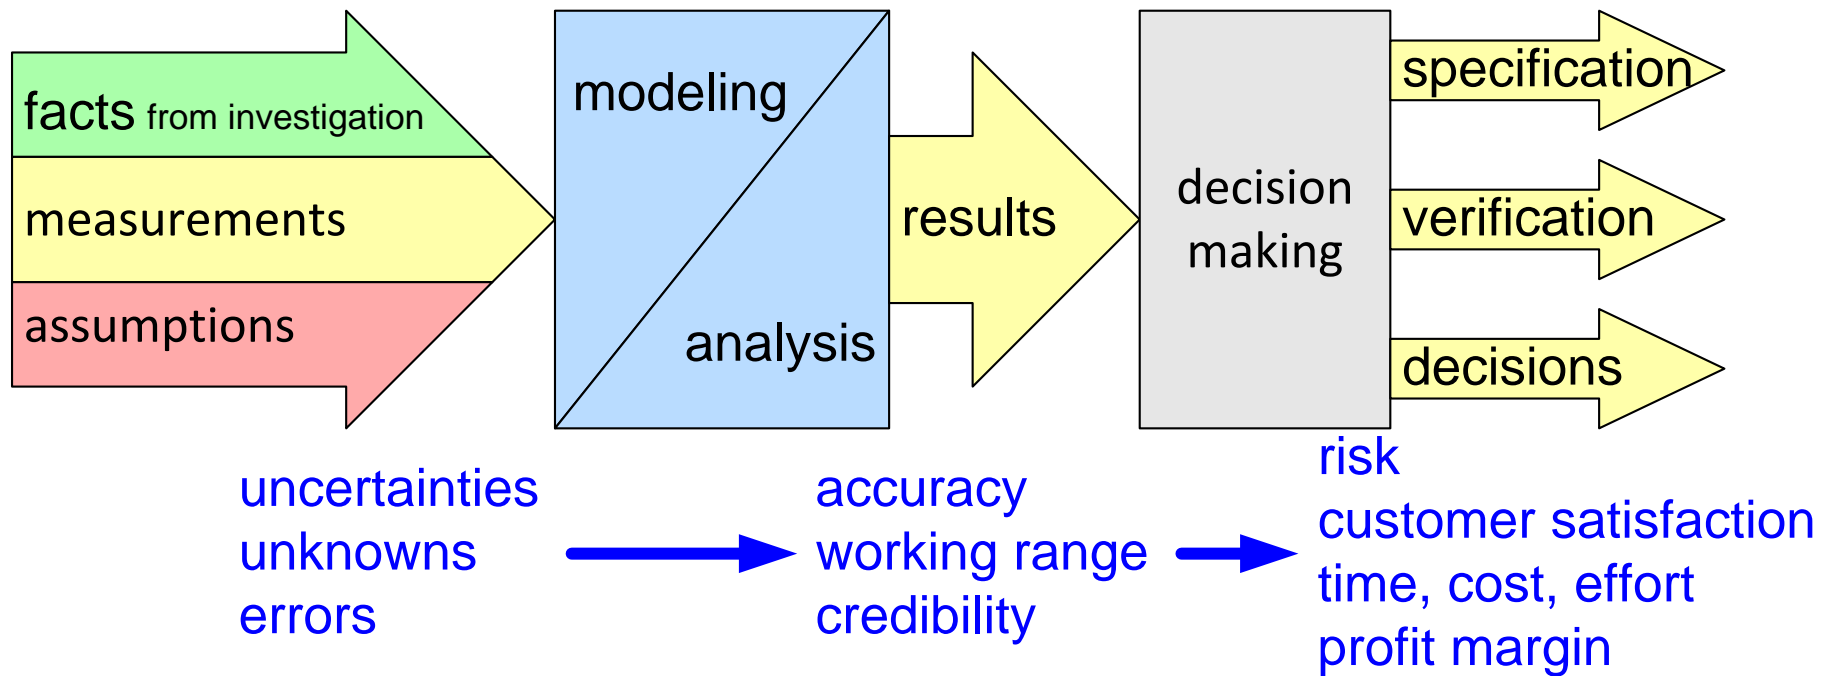 facts from investigation
measurements
assumptions
modeling
analysis
results
decision
making
specification
verification
decisions
uncertainties
unknowns
errors
accuracy
working range
credibility
risk
customer satisfaction
time, cost, effort
profit margin